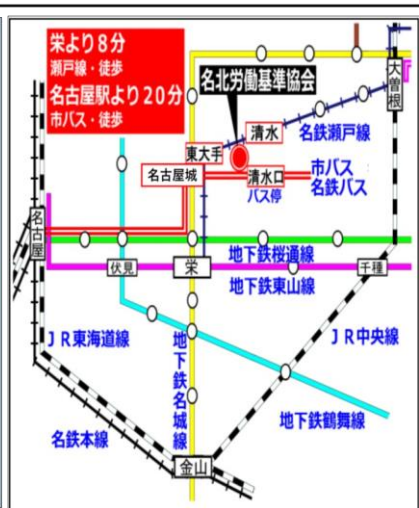 栄より8分
瀬戸線・徒歩
名古屋駅より20分
市バス・徒歩
名北労働基準協会
大曽根
清水
名鉄瀬戸線
東大手
名古屋城
清水口
バス停
市バス
名鉄バス
名古屋
地下鉄桜通線
伏見
栄
千種
地下鉄東山線
JR東海道線
地下鉄名城線
JR中央線
名鉄本線
地下鉄鶴舞線
金山